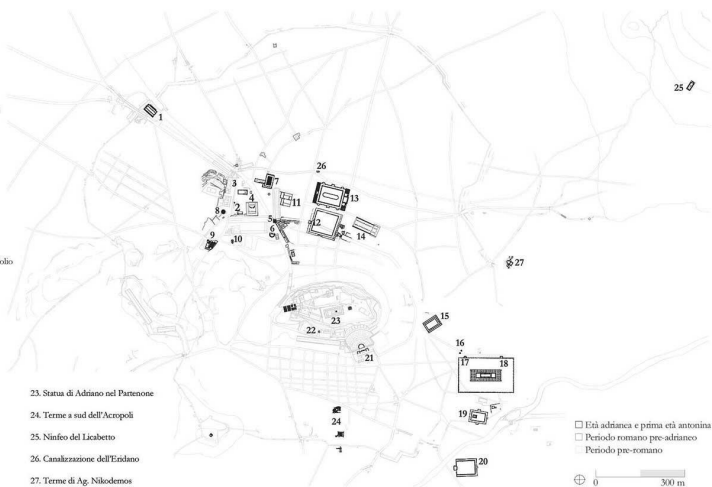 25
1
26
3
7
4
11
13
8
2
5
12
6
14
9
10
olio
27
23
15
22
21
16
17
18
23. Statua di Adriano nel Partenone
24. Terme a sud dell'Acropoli
25. Ninfeo del Licabetto
26. Canalizzazione dell'Eridano
27. Terme di Ag. Nikodemos
24
19
20
Età adrianea e prima età antonina
Periodo romano pre-adrianeo
Periodo pre-romano
0 300 m